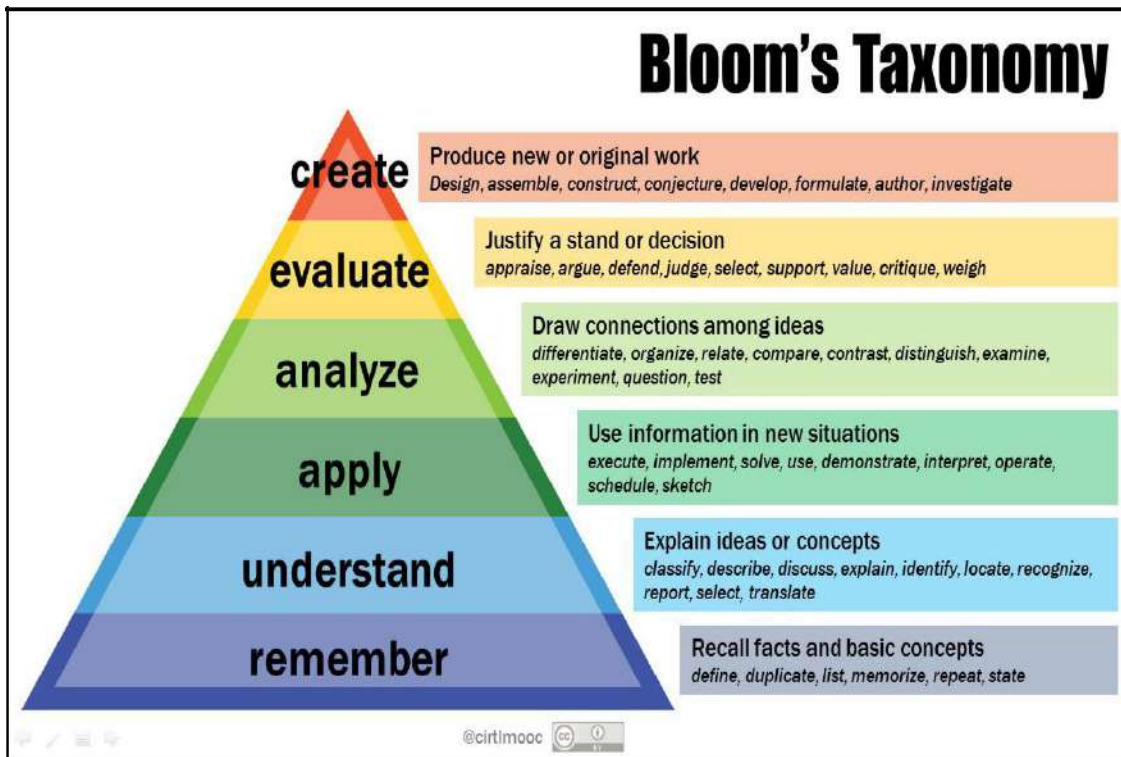 Bloom's Taxonomy
create
Produce new or original work
Design, assemble, construct, conjecture, develop, formulate, author, investigate
evaluate
Justify a stand or decision
appraise, argue, defend, judge, select, support, value, critique, weigh
analyze
Draw connections among ideas
differentiate, organize, relate, compare, contrast, distinguish, examine,
experiment, question, test
apply
Use information in new situations
execute, implement, solve, use, demonstrate, interpret, operate,
schedule, sketch
understand
Explain ideas or concepts
classify, describe, discuss, explain, identify, locate, recognize,
report, select, translate
remember
Recall facts and basic concepts
define, duplicate, list, memorize, repeat, state
@cirtlmooc
cc
BY